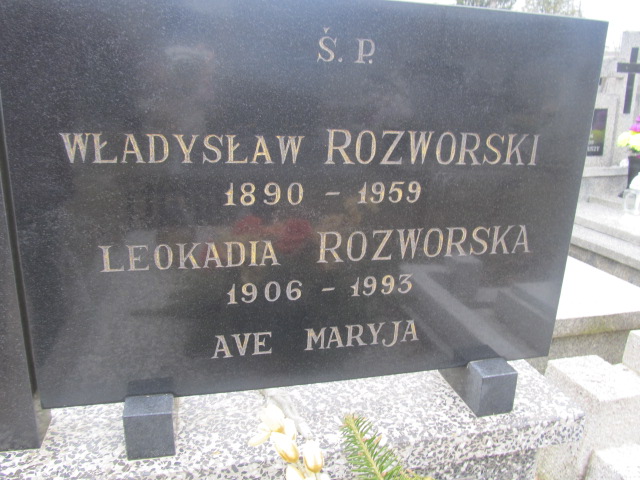 Ś. P.
WŁADYSŁAW ROZWORSKI
1890 - 1959
LEOKADIA ROZWORSKA
1906 - 1993
AVE MARYJA